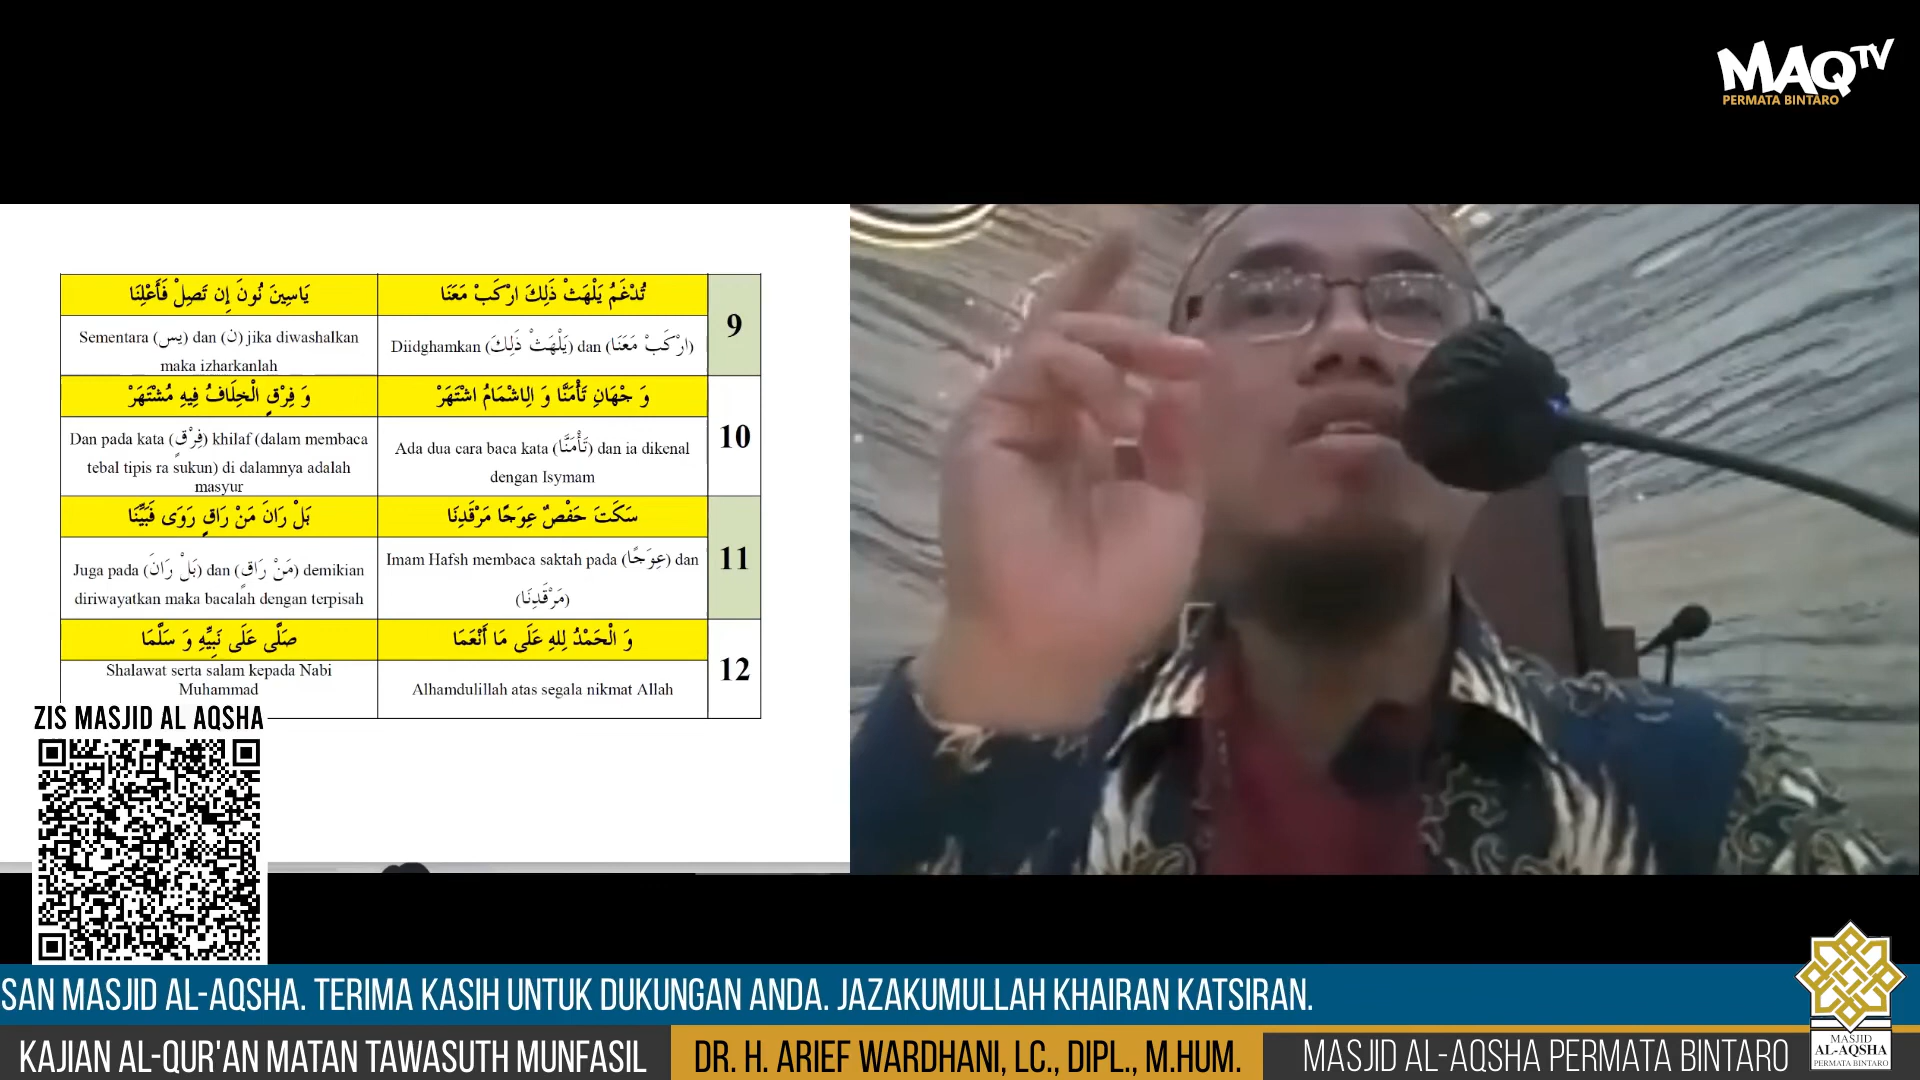 MAQTV
PERMATA BINTARO
9
تُدْغَمُ يَلْهَثْ ذَلِكَ ارْكَبْ مَعَنَا
يَاسِينَ نُونَ إِن تَصِلْ فَأَعْلِنَا
Diidghamkan (يَلْهَثْ ذَلِكَ) dan (ارْكَبْ مَعَنَا)
Sementara (يس) dan (ن) jika diwashalkan
maka izharkanlah
10
وَ جْهَانِ تَأْمَنَّا وَ الِاشْمَامُ اشْتَهَرْ
وَ فِرْقٍ الْخِلَافُ فِيهِ مُشْتَهَرْ
Ada dua cara baca kata (تَأْمَنَّا) dan ia dikenal
dengan Isymam
Dan pada kata (فِرْقٍ) khilaf (dalam membaca
tebal tipis ra sukun) di dalamnya adalah
masyur
11
سَكَتَ حَفْصٌ عِوَجًا مَرْقَدِنَا
بَلْ رَانَ مَنْ رَاقٍ رَوَى فَبَيِّنَا
Imam Hafsh membaca saktah pada (عِوَجًا) dan
(مَرْقَدِنَا)
Juga pada (بَلْ رَانَ) dan (مَنْ رَاقٍ) demikian
diriwayatkan maka bacalah dengan terpisah
12
وَ الْحَمْدُ لِلهِ عَلَى مَا أَنْعَمَا
صَلَّى عَلَى نَبِيِّهِ وَ سَلَّمَا
Alhamdulillah atas segala nikmat Allah
Shalawat serta salam kepada Nabi
Muhammad
ZIS MASJID AL AQSHA
SAN MASJID AL-AQSHA. TERIMA KASIH UNTUK DUKUNGAN ANDA. JAZAKUMULLAH KHAIRAN KATSIRAN.
KAJIAN AL-QUR'AN MATAN TAWASUTH MUNFASIL
DR. H. ARIEF WARDHANI, LC., DIPL., M.HUM.
MASJID AL-AQSHA PERMATA BINTARO
MASJID
AL-AQSHA
PERMATA BINTARO